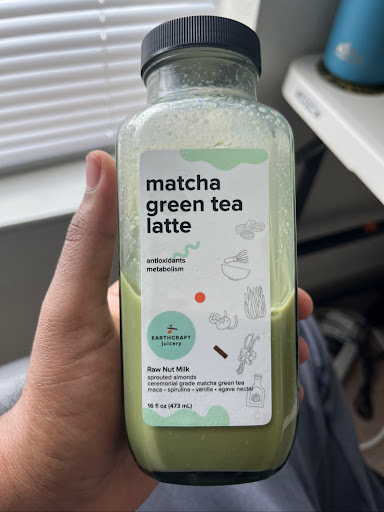 matcha
green tea
latte
antioxidants
metabolism
EARTHCRAFT
juicery
Raw Nut Milk
sprouted almonds
ceremonial grade matcha green tea
maca • spirulina • vanilla • agave nectar
16 fl oz (473 mL)